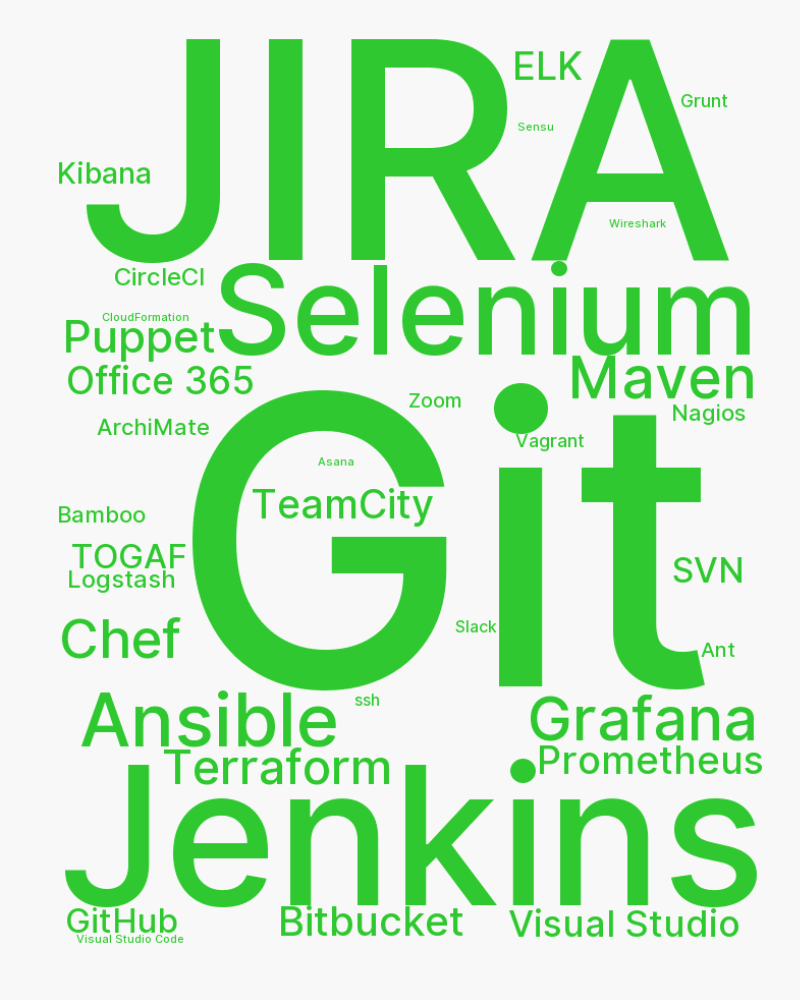 JIRA
ELK
Grunt
Sensu
Kibana
Wireshark
CircleCI
Selenium
CloudFormation
Puppet
Office 365
Maven
Zoom
Nagios
ArchiMate
Vagrant
Git
Asana
TeamCity
Bamboo
TOGAF
SVN
Logstash
Chef
Slack
Ant
Ansible
ssh
Grafana
Terraform
Prometheus
Jenkins
GitHub
Bitbucket
Visual Studio
Visual Studio Code